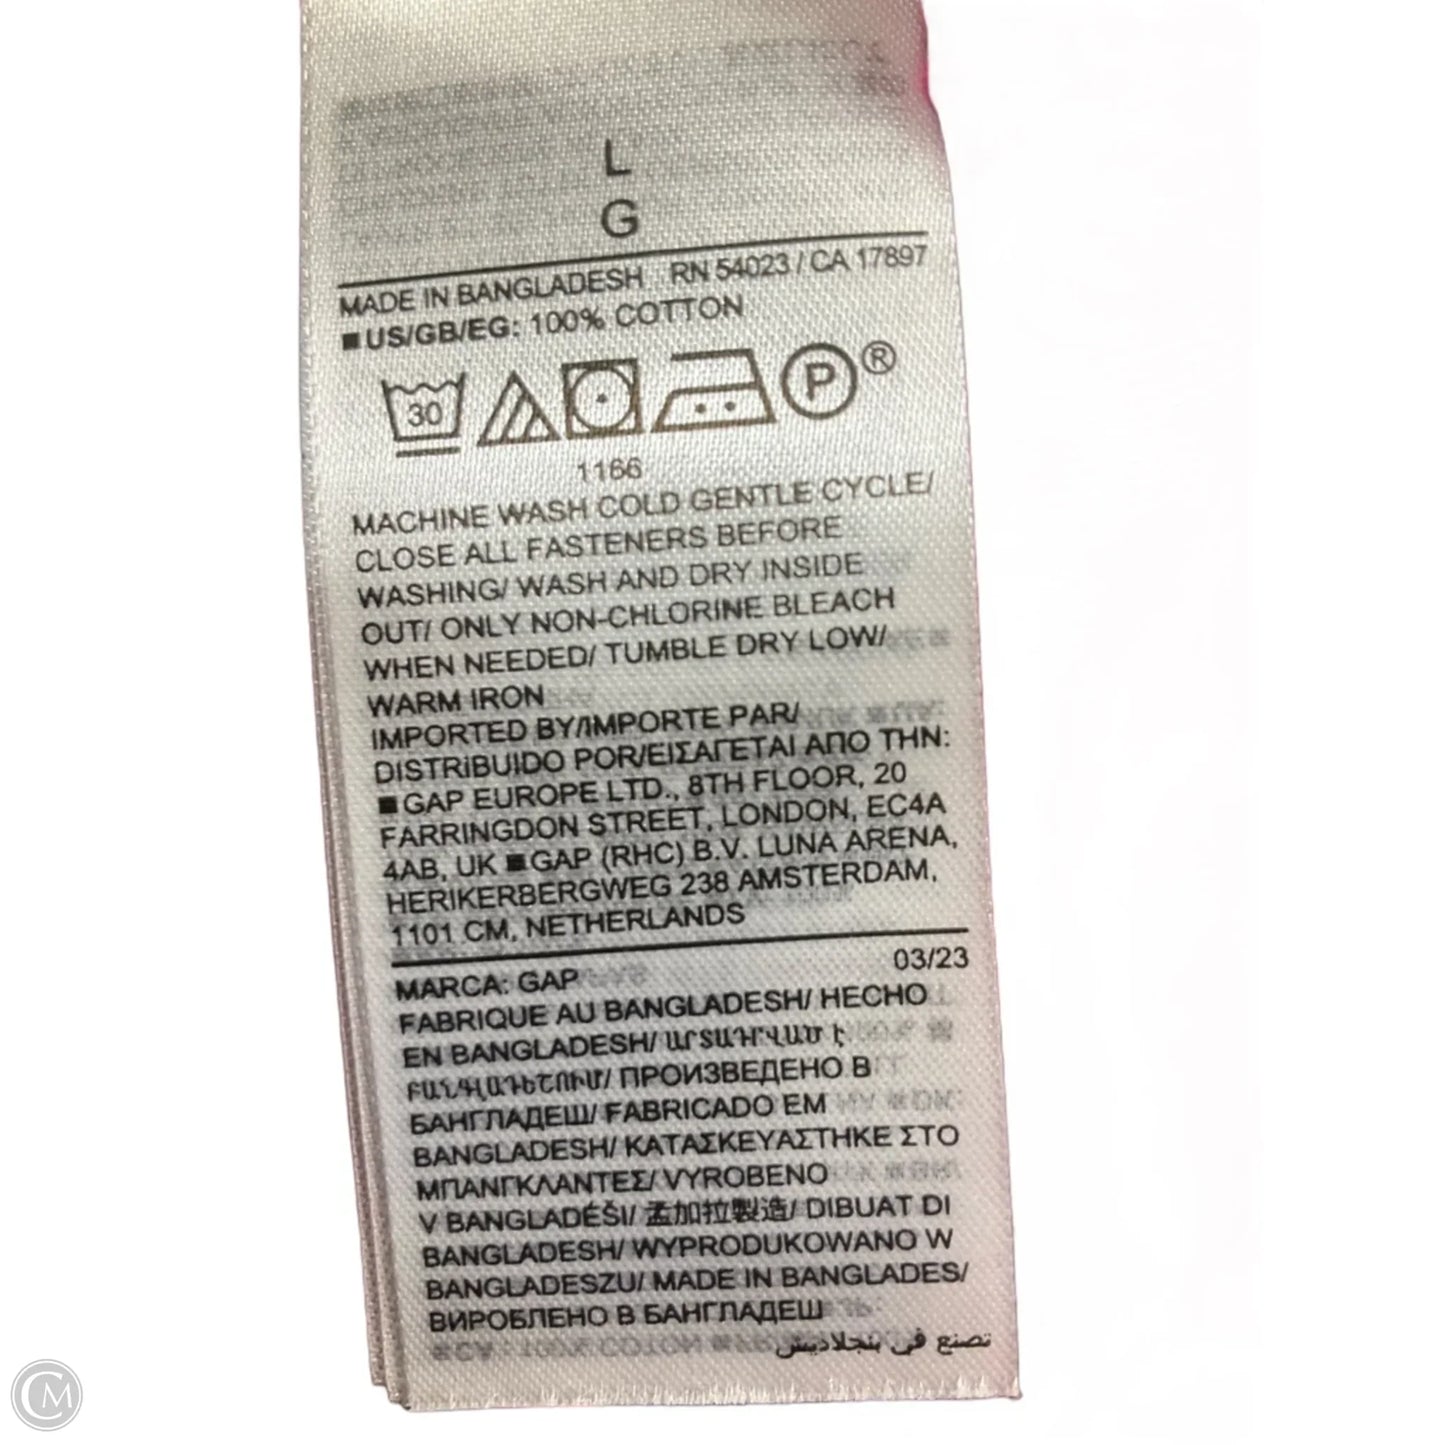 L
G
MADE IN BANGLADESH RN 54023 / CA 17897
■US/GB/EG: 100% COTTON
30 P ®
1166
MACHINE WASH COLD GENTLE CYCLE/
CLOSE ALL FASTENERS BEFORE
WASHING/ WASH AND DRY INSIDE
OUT/ ONLY NON-CHLORINE BLEACH
WHEN NEEDED/ TUMBLE DRY LOW/
WARM IRON
IMPORTED BY/IMPORTE PAR/
DISTRIBUIDO POR/ΕΙΣΑΓΕΤΑΙ ΑΠΟ ΤΗΝ:
■GAP EUROPE LTD., 8TH FLOOR, 20
FARRINGDON STREET, LONDON, EC4A
4AB, UK ■GAP (RHC) B.V. LUNA ARENA,
HERIKERBERGWEG 238 AMSTERDAM,
1101 CM, NETHERLANDS
03/23
MARCA: GAP
FABRIQUE AU BANGLADESH/ HECHO
EN BANGLADESH/ ԱՐՏԱԴՐՎԱԾ Է
ԲԱՆԳԼԱԴԵՇՈՒՄ/ ПРОИЗВЕДЕНО В
БАНГЛАДЕШ/ FABRICADO EM
BANGLADESH/ ΚΑΤΑΣΚΕΥΑΣΤΗΚΕ ΣΤΟ
ΜΠΑΝΓΚΛΑΝΤΕΣ/ VYROBENO
V BANGLADÉŠI/ 孟加拉製造/ DIBUAT DI
BANGLADESH/ WYPRODUKOWANO W
BANGLADESZU/ MADE IN BANGLADES/
ВИРОБЛЕНО В БАНГЛАДЕШ
تصنع في بنجلاديش
CM